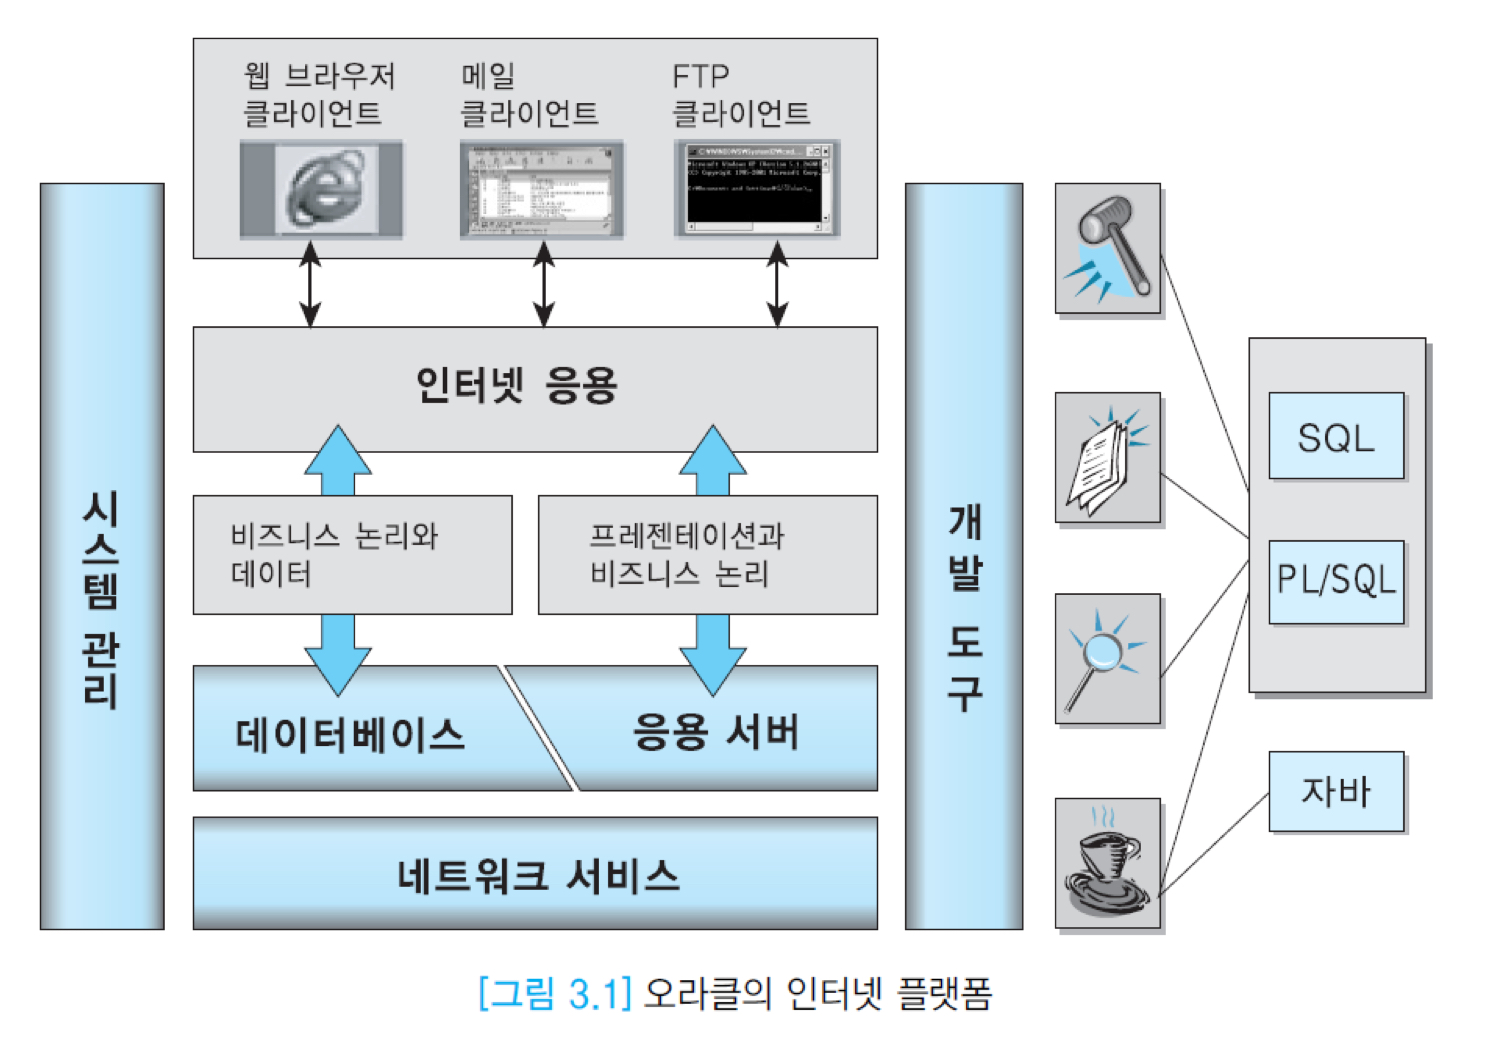 웹 브라우저
클라이언트
메일
클라이언트
FTP
클라이언트
인터넷 응용
비즈니스 논리와
데이터
프레젠테이션과
비즈니스 논리
데이터베이스
응용 서버
네트워크 서비스
시스템 관리
개발 도구
SQL
PL/SQL
자바
[그림 3.1] 오라클의 인터넷 플랫폼